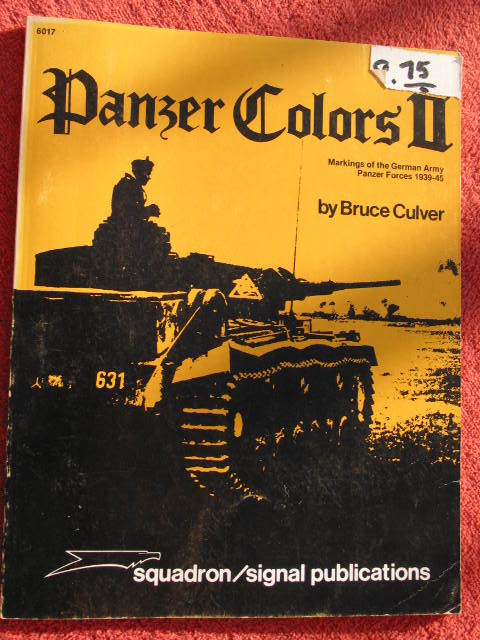 6017
Panzer Colors II
.75
Markings of the German Army
Panzer Forces 1939-45
by Bruce Culver
631
squadron/signal publications